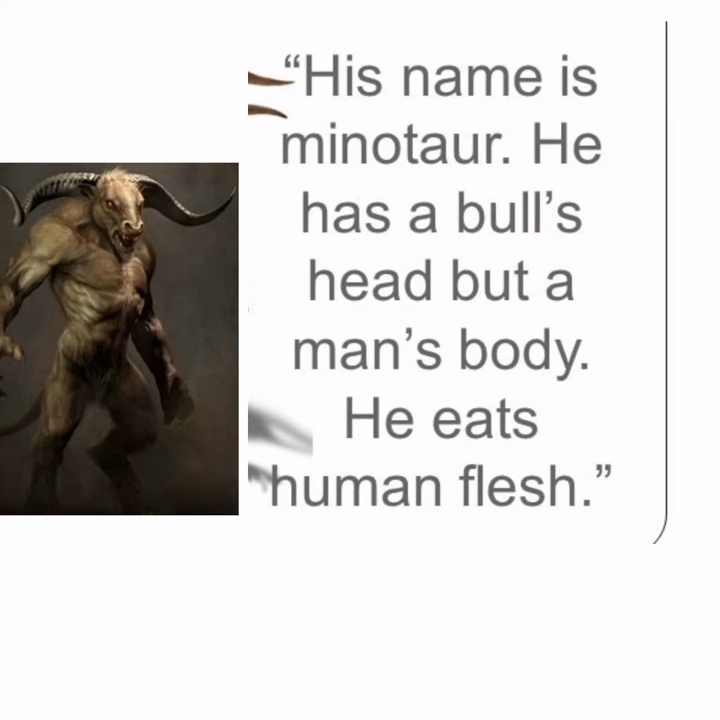 “His name is
minotaur. He
has a bull’s
head but a
man’s body.
He eats
human flesh.”